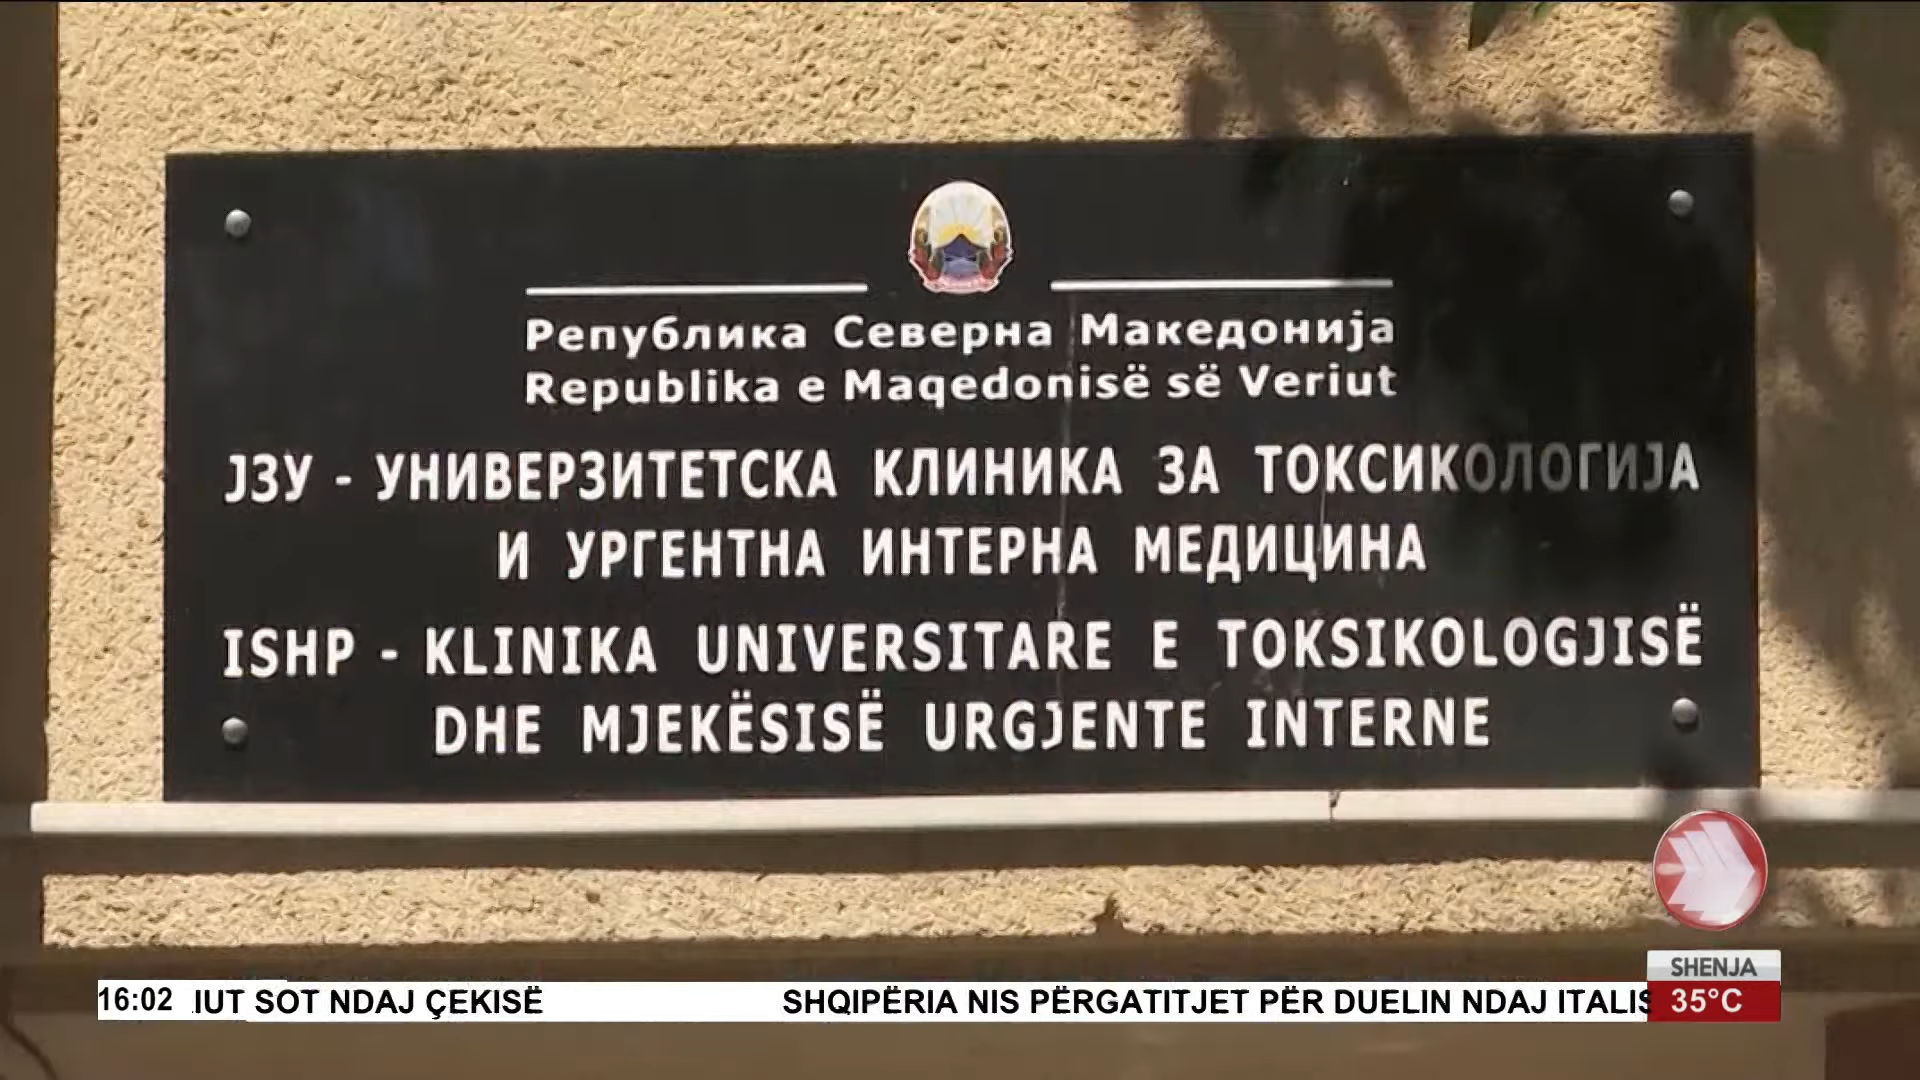 Република Северна Македонија
Republika e Maqedonisë së Veriut
ЈЗУ - УНИВЕРЗИТЕТСКА КЛИНИКА ЗА ТОКСИКОЛОГИЈА
И УРГЕНТНА ИНТЕРНА МЕДИЦИНА
ISHP - KLINIKA UNIVERSITARE E TOKSIKOLOGJISË
DHE MJEKËSISË URGJENTE INTERNE
SHENJA
16:02 IUT SOT NDAJ ÇEKISË SHQIPËRIA NIS PËRGATITJET PËR DUELIN NDAJ ITALIS 35°C